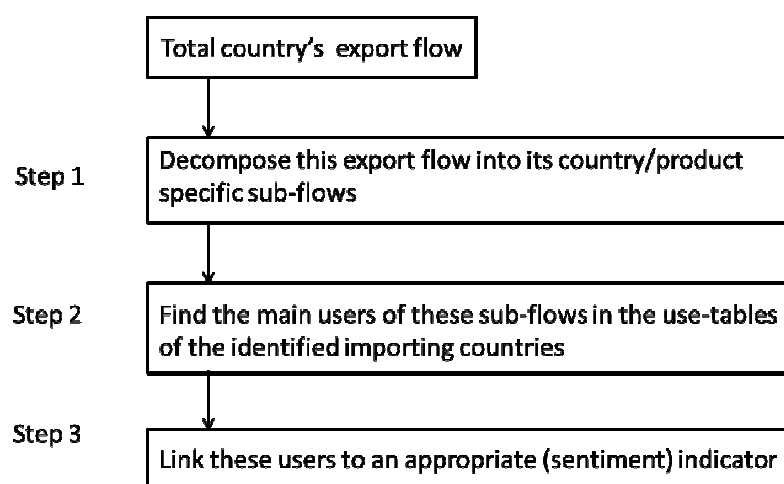 Total country’s export flow
Step 1
Decompose this export flow into its country/product
specific sub-flows
Step 2
Find the main users of these sub-flows in the use-tables
of the identified importing countries
Step 3
Link these users to an appropriate (sentiment) indicator